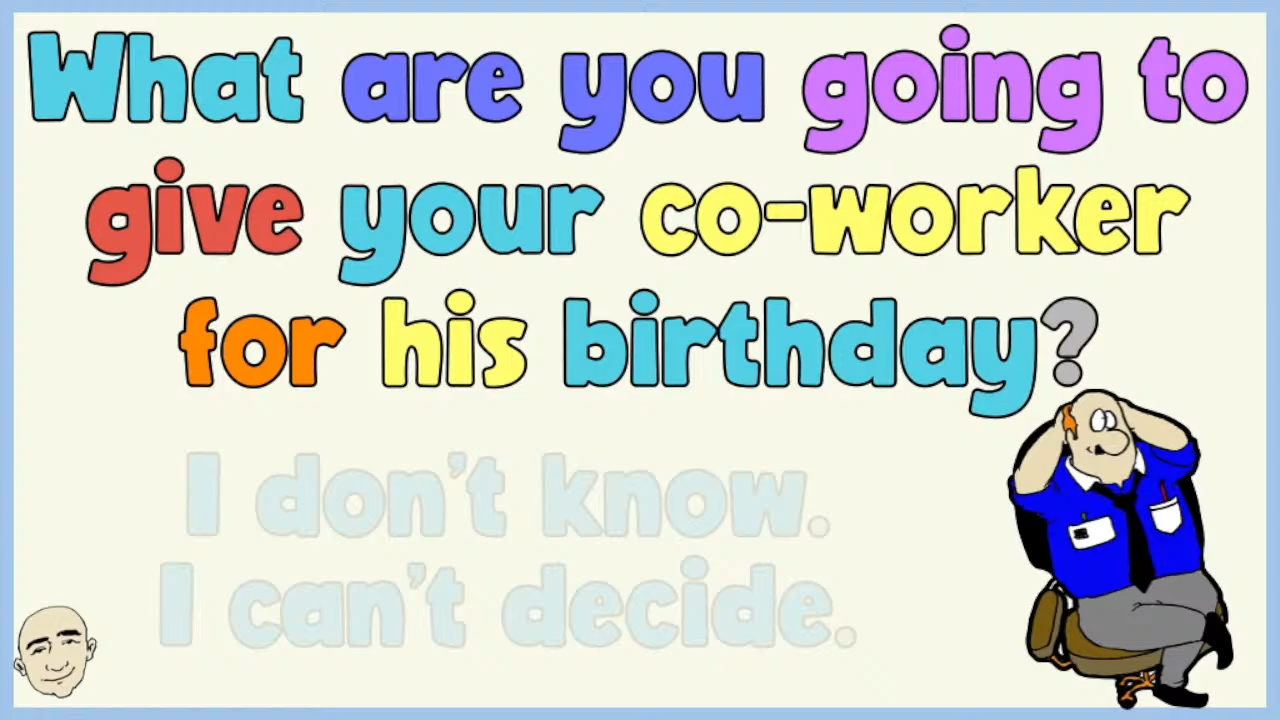 What are you going to
give your co-worker
for his birthday?
I don't know.
I can't decide.